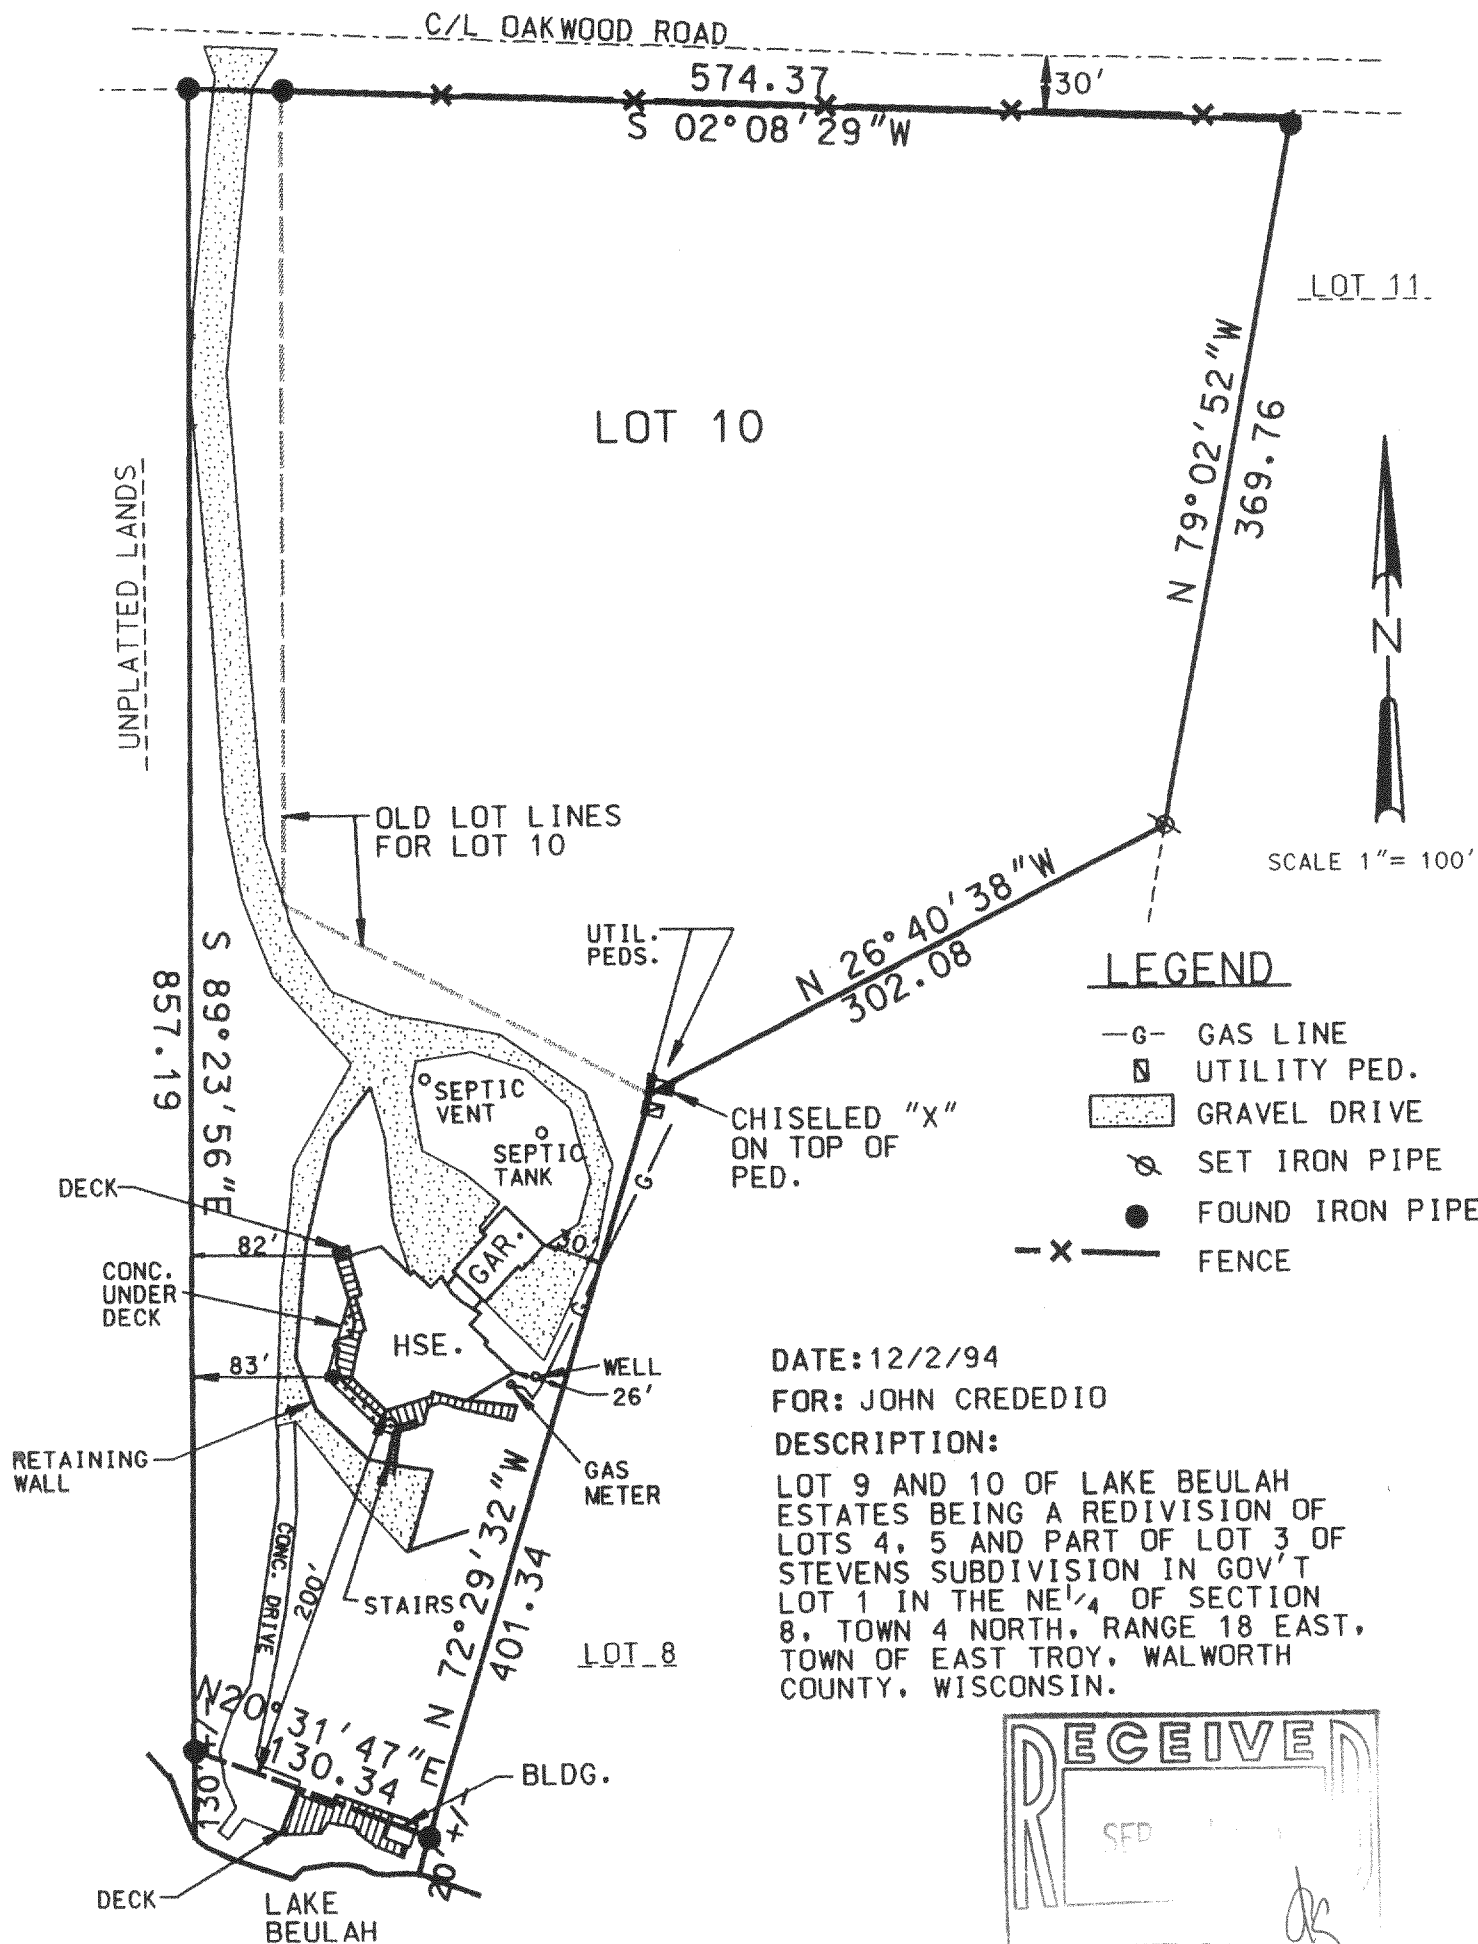 C/L OAKWOOD ROAD
574.37
30'
S 02°08'29"W
LOT 11
N 79°02'52"W
369.76
LOT 10
UNPLATTED LANDS
N
OLD LOT LINES
FOR LOT 10
SCALE 1"= 100'
N 26°40'38"W
302.08
UTIL.
PEDS.
S 89°23'56"E
857.19
LEGEND
-G- GAS LINE
UTILITY PED.
GRAVEL DRIVE
SET IRON PIPE
FOUND IRON PIPE
FENCE
SEPTIC
VENT
SEPTIC
TANK
CHISELED "X"
ON TOP OF
PED.
G
DECK
82'
30'
GAR.
CONC.
UNDER
DECK
G
HSE.
83'
WELL
26'
RETAINING
WALL
GAS
METER
DATE: 12/2/94
FOR: JOHN CREDEDIO
DESCRIPTION:
LOT 9 AND 10 OF LAKE BEULAH
ESTATES BEING A REDIVISION OF
LOTS 4, 5 AND PART OF LOT 3 OF
STEVENS SUBDIVISION IN GOV'T
LOT 1 IN THE NE1/4 OF SECTION
8, TOWN 4 NORTH, RANGE 18 EAST,
TOWN OF EAST TROY, WALWORTH
COUNTY, WISCONSIN.
N 72°29'32"W
401.34
CONC. DRIVE
200'
STAIRS
LOT 8
N20°31'47"E
130.34
130' +/-
BLDG.
20' +/-
DECK
LAKE
BEULAH
RECEIVED
SEP